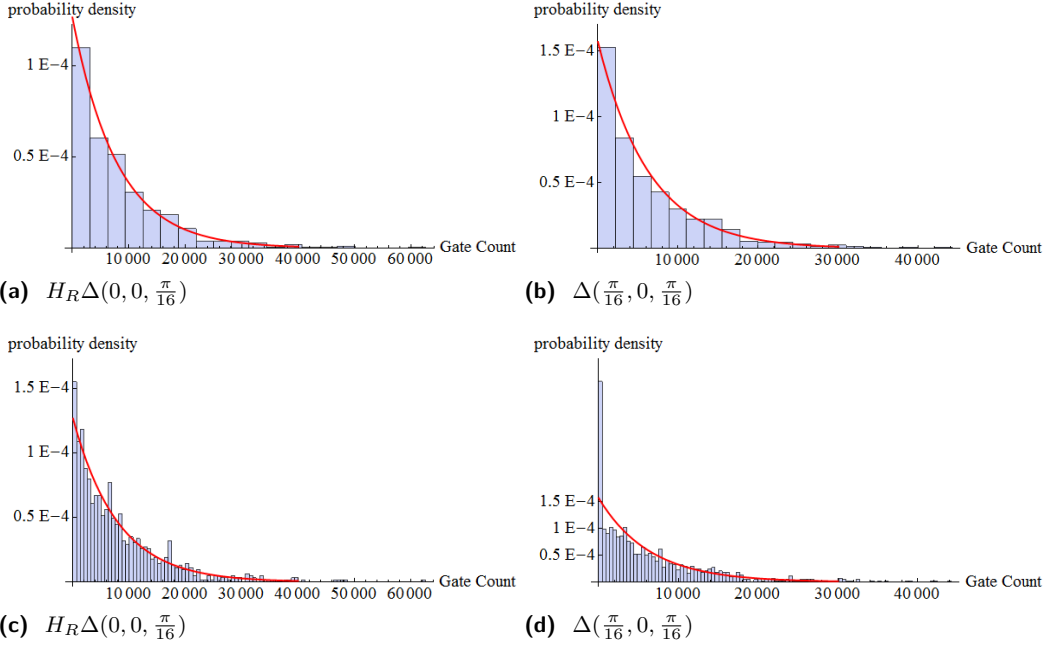 probability density
1 E−4
0.5 E−4
10 000 20 000 30 000 40 000 50 000 60 000
Gate Count
(a) H_R Δ(0, 0, π/16)
probability density
1.5 E−4
1 E−4
0.5 E−4
10 000 20 000 30 000 40 000
Gate Count
(b) Δ(π/16, 0, π/16)
probability density
1.5 E−4
1 E−4
0.5 E−4
10 000 20 000 30 000 40 000 50 000 60 000
Gate Count
(c) H_R Δ(0, 0, π/16)
probability density
1.5 E−4
1 E−4
0.5 E−4
10 000 20 000 30 000 40 000
Gate Count
(d) Δ(π/16, 0, π/16)